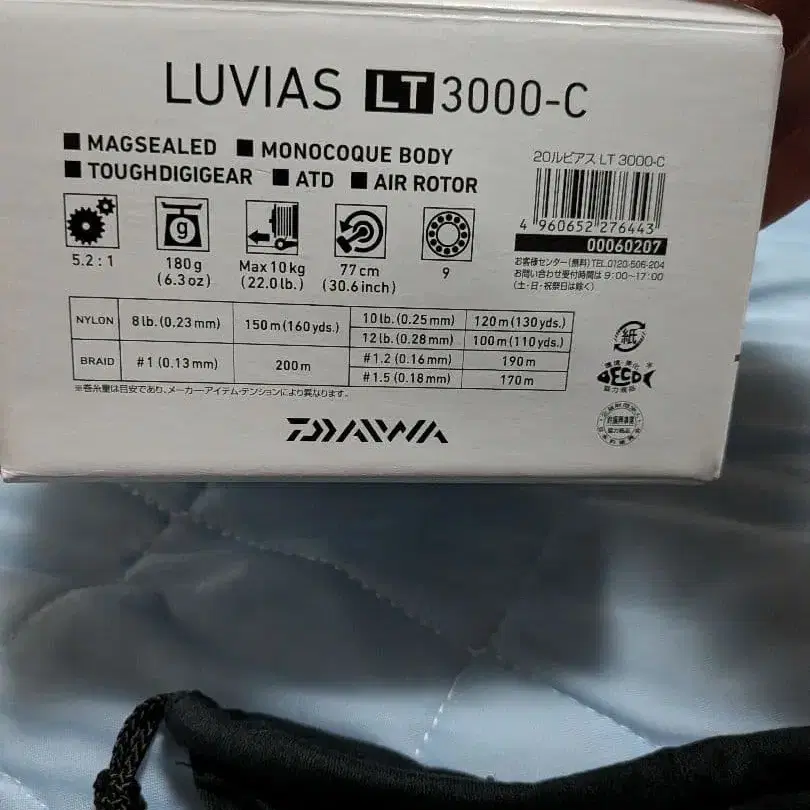 LUVIAS LT 3000-C
■ MAGSEALED ■ MONOCOQUE BODY
■ TOUGHDIGIGEAR ■ ATD ■ AIR ROTOR
20ルビアス LT 3000-C
4 960652 276443
00060207
お客様センター(無料)TEL0120-506-204
お問い合わせ受付時間は 9:00~17:00
(土・日・祝祭日は除く)
g
5.2 : 1
180g
(6.3oz)
Max 10kg
(22.0lb.)
77cm
(30.6inch)
9
NYLON 8lb.(0.23mm) 150m(160yds.) 10lb.(0.25mm) 120m(130yds.)
12lb.(0.28mm) 100m(110yds.)
BRAID #1(0.13mm) 200m #1.2(0.16mm) 190m
#1.5(0.18mm) 170m
※巻糸量は目安であり、メーカー・アイテム・テンションにより異なります。
紙
ECO
DAIWA